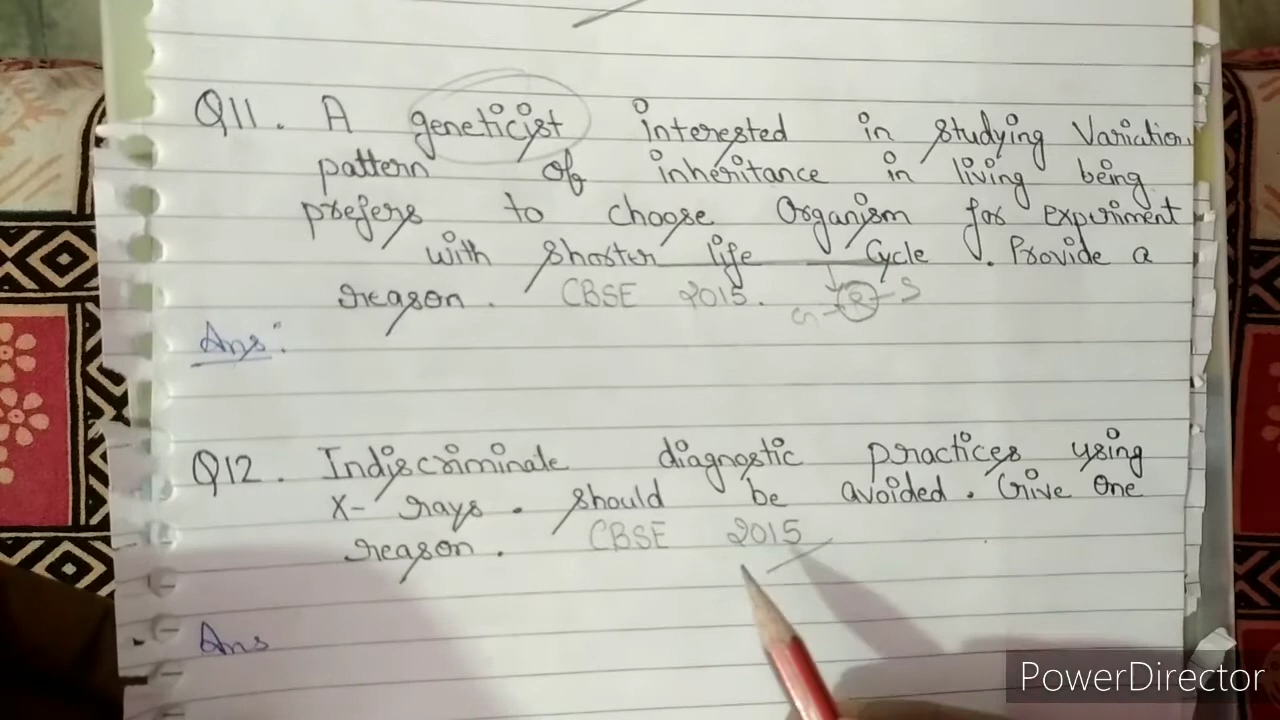 Q11. A geneticist interested in studying Variation
pattern of inheritance in living being
prefers to choose Organism for experiment
with shorter life Cycle. Provide a
reason. CBSE 2015.
Ans:
Q12. Indiscriminate diagnostic practices using
X-rays. should be avoided. Give One
reason. CBSE 2015
Ans
PowerDirector